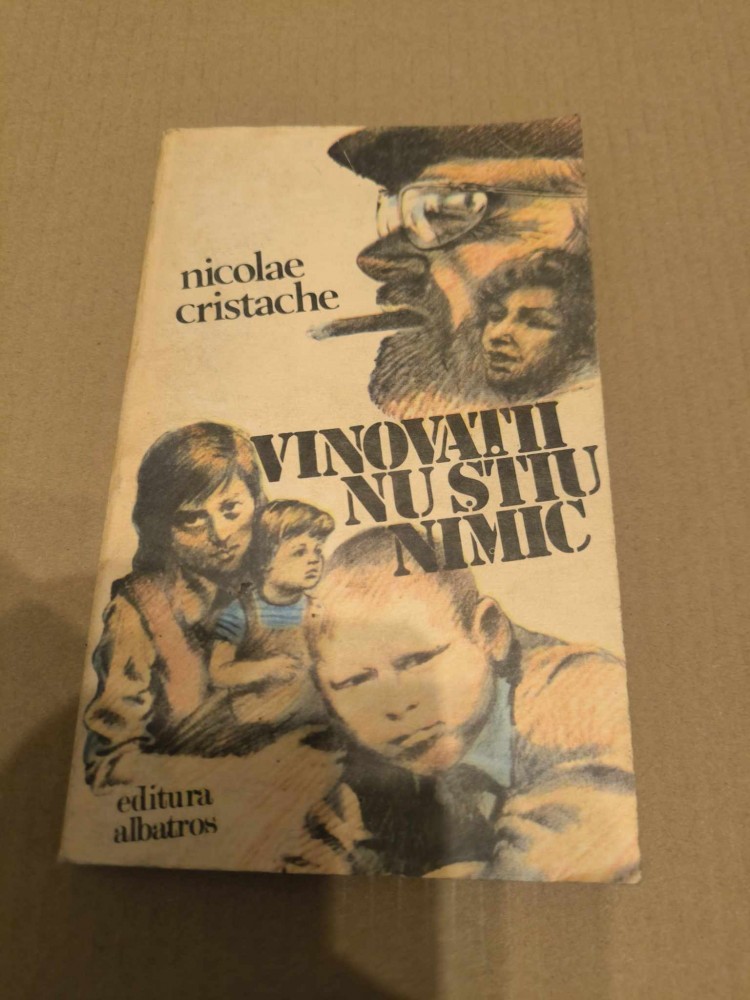 nicolae
cristache
VINOVAȚII
NU ȘTIU
NIMIC
editura
albatros